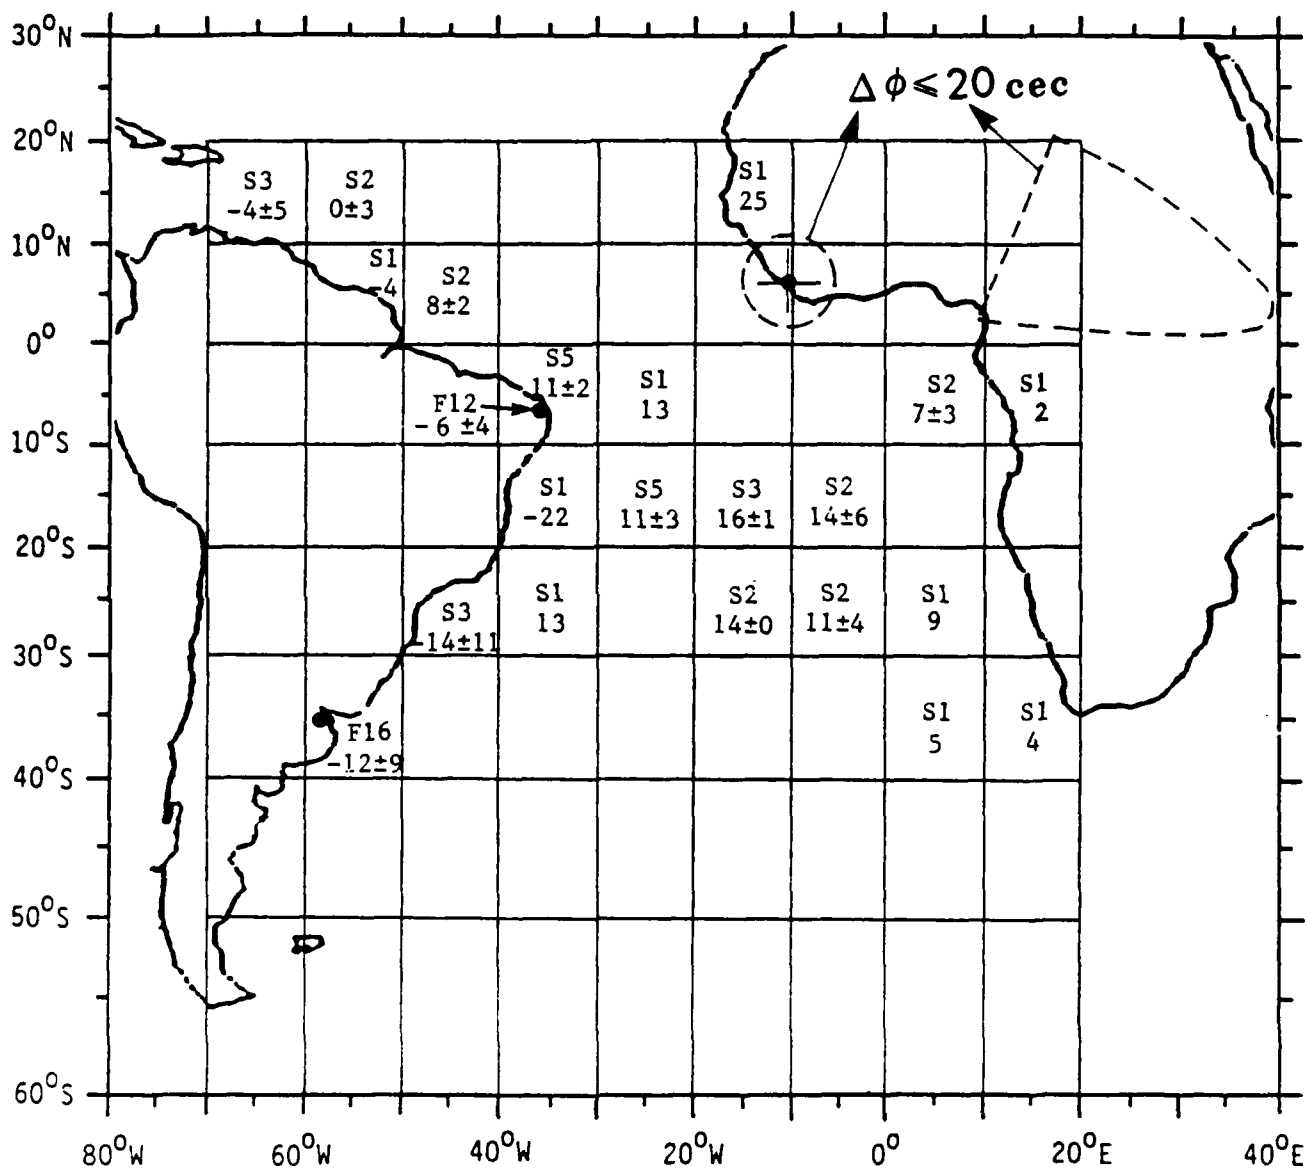 30°N
Δ ϕ ≤ 20 cec
20°N
S3
-4±5
S2
0±3
S1
25
10°N
S1
-4
S2
8±2
0°
S5
11±2
S1
13
S2
7±3
S1
2
F12
-6±4
10°S
S1
-22
S5
11±3
S3
16±1
S2
14±6
20°S
S3
-14±11
S1
13
S2
14±0
S2
11±4
S1
9
30°S
F16
-12±9
S1
5
S1
4
40°S
50°S
60°S
80°W 60°W 40°W 20°W 0° 20°E 40°E